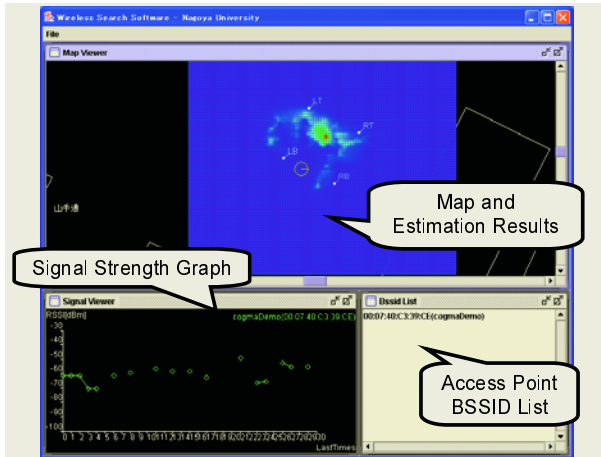 Wireless Search Software - Nagoya University
File
Map Viewer
LT
RT
LB
RB
山手通
Map and
Estimation Results
Signal Strength Graph
Signal Viewer
Bssid List
RSSI[dBm]
cogmaDemo(00:07:40:C3:39:CE)
00:07:40:C3:39:CE(cogmaDemo)
-30
-40
-50
-60
-70
-80
-90
-100
0 1 2 3 4 5 6 7 8 9 10 11 12 13 14 15 16 17 18 19 20 21 22 23 24 25 26 27 28 29 30
LastTimes
Access Point
BSSID List